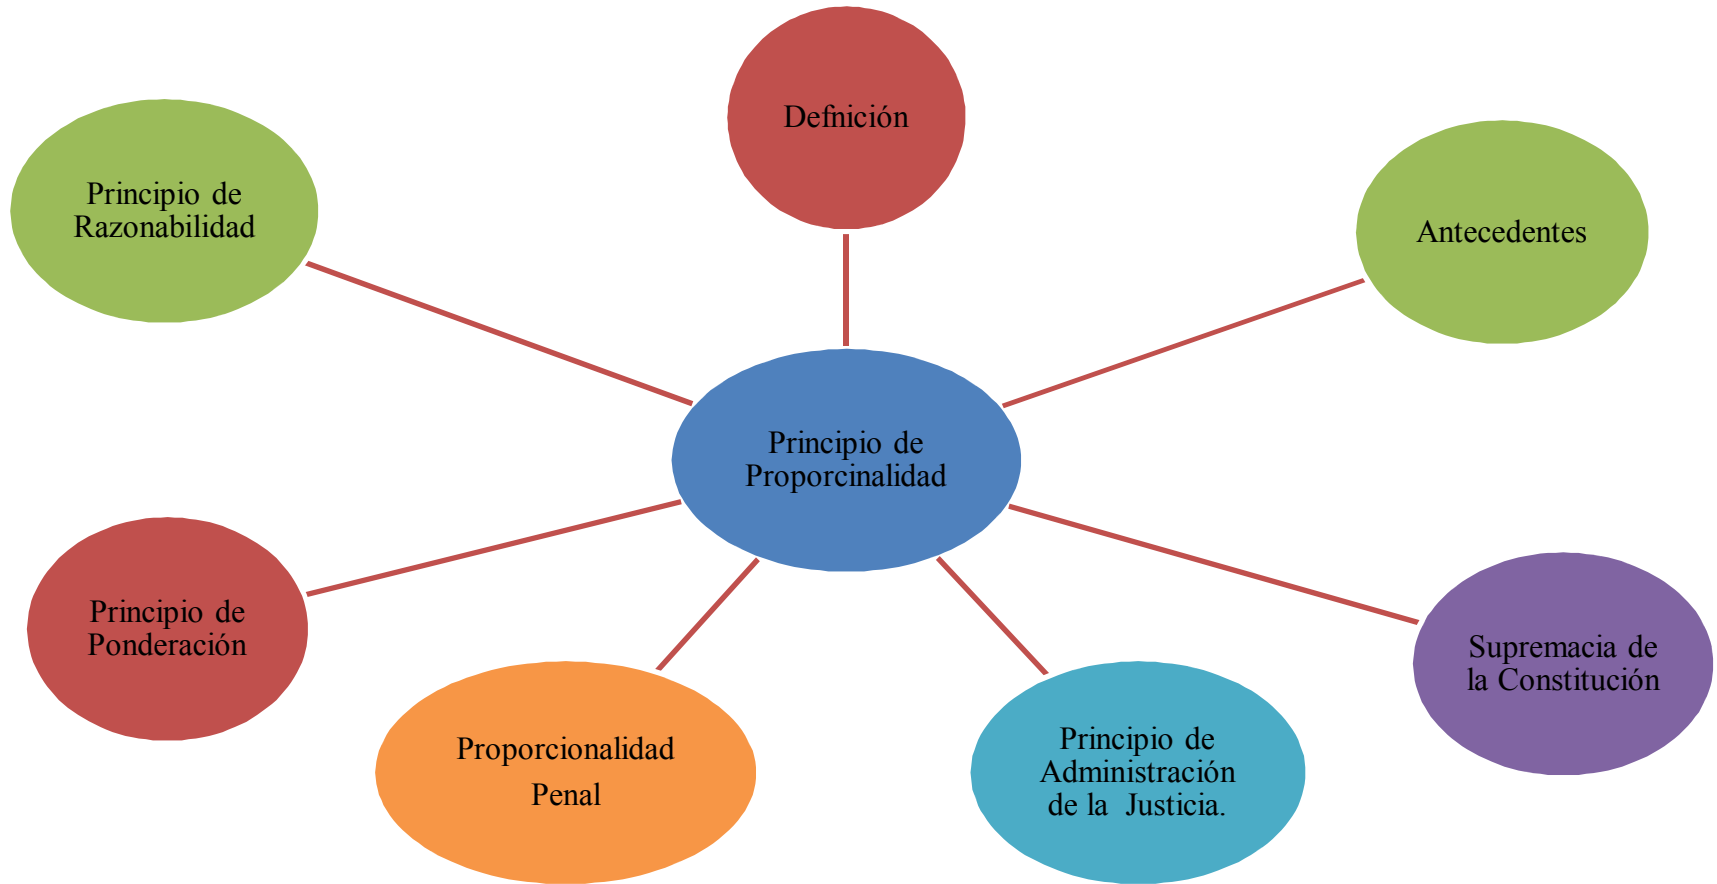 Definición
Principio de
Razonabilidad
Antecedentes
Principio de
Proporcinalidad
Principio de
Ponderación
Supremacia de
la Constitución
Proporcionalidad
Penal
Principio de
Administración
de la Justicia.